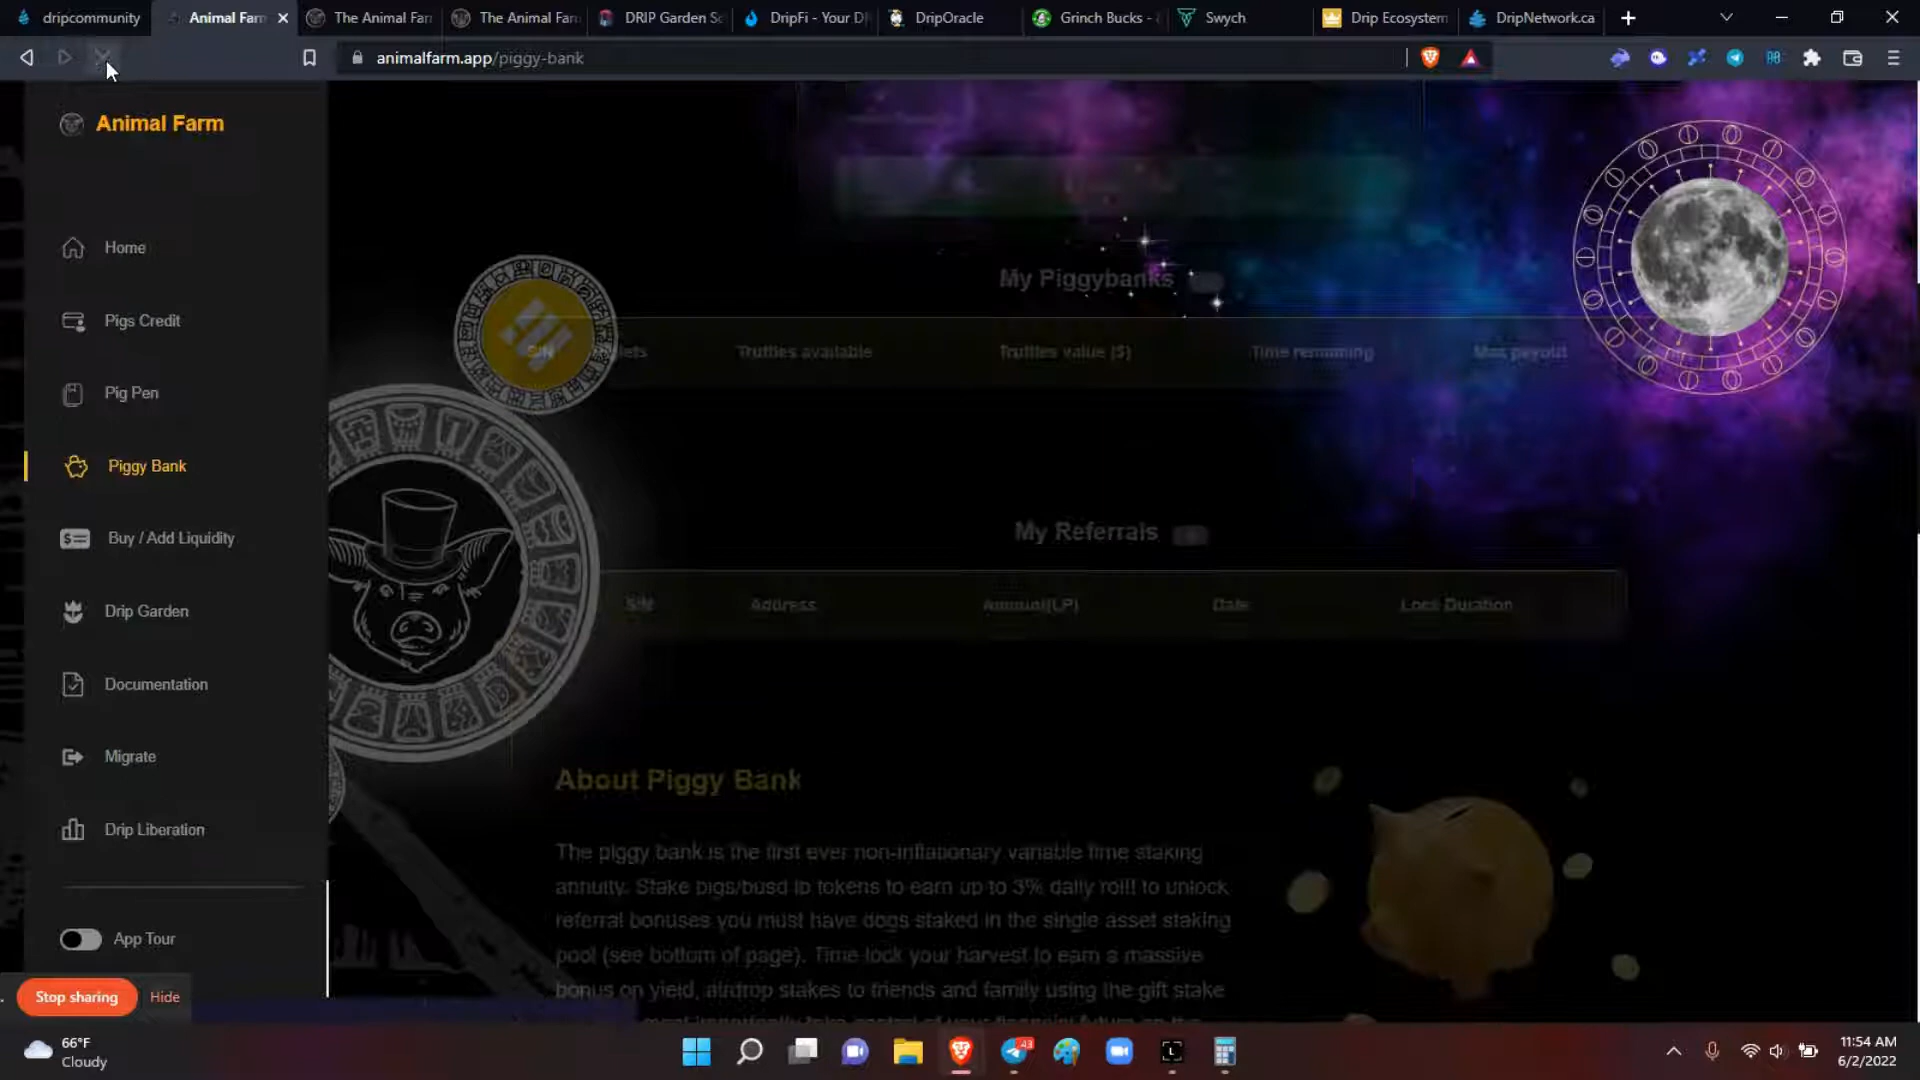 dripcommunity
Animal Farm
The Animal Far
The Animal Far
DRIP Garden Sc
DripFi - Your D
DripOracle
Grinch Bucks -
Swych
Drip Ecosystem
DripNetwork.ca
animalfarm.app/piggy-bank
Animal Farm
Home
Pigs Credit
Pig Pen
Piggy Bank
Buy / Add Liquidity
Drip Garden
Documentation
Migrate
Drip Liberation
App Tour
My Piggybanks
S/N
Truffles available
Truffles value ($)
Time remaining
Max payout
My Referrals
S/N
Address
Amount(LP)
Date
Lock Duration
About Piggy Bank
The piggy bank is the first ever non-inflationary variable time staking
annuity. Stake pigs/busd lp tokens to earn up to 3% daily roi!! to unlock
referral bonuses you must have dogs staked in the single asset staking
pool (see bottom of page). Time lock your harvest to earn a massive
bonus on yield, airdrop stakes to friends and family using the gift stake
Stop sharing
Hide
66°F
Cloudy
43
11:54 AM
6/2/2022